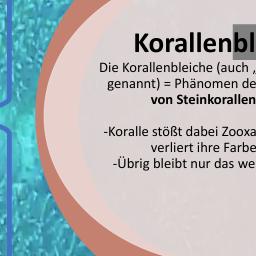 Korallenbl
Die Korallenbleiche (auch „
genannt) = Phänomen de
von Steinkorallen
-Koralle stößt dabei Zooxa
verliert ihre Farbe
-Übrig bleibt nur das we